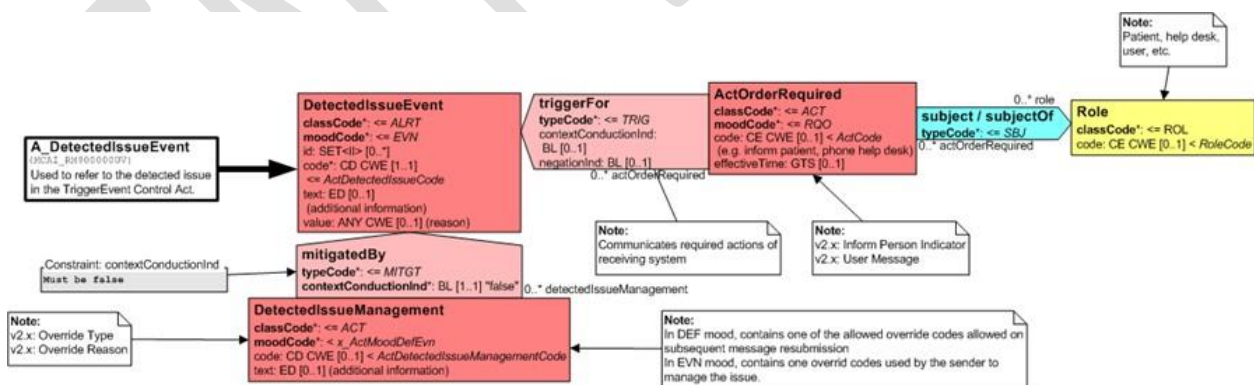 Note:
Patient, help desk,
user, etc.
A_DetectedIssueEvent
(MCAI_RM900000UV)
Used to refer to the detected issue
in the TriggerEvent Control Act.
DetectedIssueEvent
classCode*: <= ALRT
moodCode*: <= EVN
id: SET<II> [0..*]
code*: CD CWE [1..1]
<= ActDetectedIssueCode
text: ED [0..1]
(additional information)
value: ANY CWE [0..1] (reason)
triggerFor
typeCode*: <= TRIG
contextConductionInd:
BL [0..1]
negationInd: BL [0..1]
0..* actOrderRequired
ActOrderRequired
classCode*: <= ACT
moodCode*: <= RQO
code: CE CWE [0..1] < ActCode
(e.g. inform patient, phone help desk)
effectiveTime: GTS [0..1]
0..* role
subject / subjectOf
typeCode*: <= SBJ
0..* actOrderRequired
Role
classCode*: <= ROL
code: CE CWE [0..1] < RoleCode
Note:
Communicates required actions of
receiving system
Note:
v2.x: Inform Person Indicator
v2.x: User Message
Constraint: contextConductionInd
Must be false
mitigatedBy
typeCode*: <= MITGT
contextConductionInd*: BL [1..1] "false"
0..* detectedIssueManagement
Note:
v2.x: Override Type
v2.x: Override Reason
DetectedIssueManagement
classCode*: <= ACT
moodCode*: < x_ActMoodDefEvn
code: CD CWE [0..1] < ActDetectedIssueManagementCode
text: ED [0..1] (additional information)
Note:
In DEF mood, contains one of the allowed override codes allowed on
subsequent message resubmission
In EVN mood, contains one overrid codes used by the sender to
manage the issue.